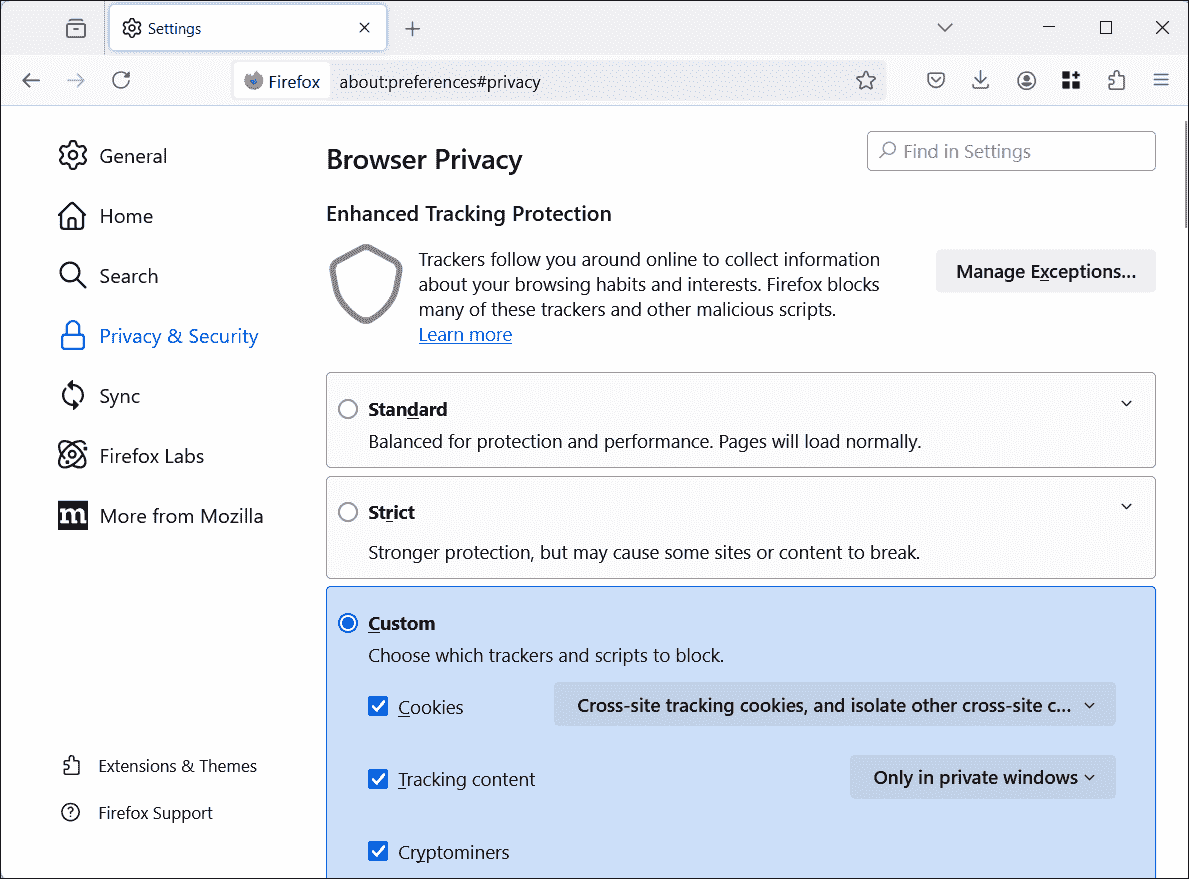 Settings
Firefox about:preferences#privacy
General
Home
Search
Privacy & Security
Sync
Firefox Labs
m More from Mozilla
Extensions & Themes
Firefox Support
Find in Settings
Browser Privacy
Enhanced Tracking Protection
Trackers follow you around online to collect information
about your browsing habits and interests. Firefox blocks
many of these trackers and other malicious scripts.
Learn more
Manage Exceptions...
Standard
Balanced for protection and performance. Pages will load normally.
Strict
Stronger protection, but may cause some sites or content to break.
Custom
Choose which trackers and scripts to block.
Cookies Cross-site tracking cookies, and isolate other cross-site c...
Tracking content Only in private windows
Cryptominers